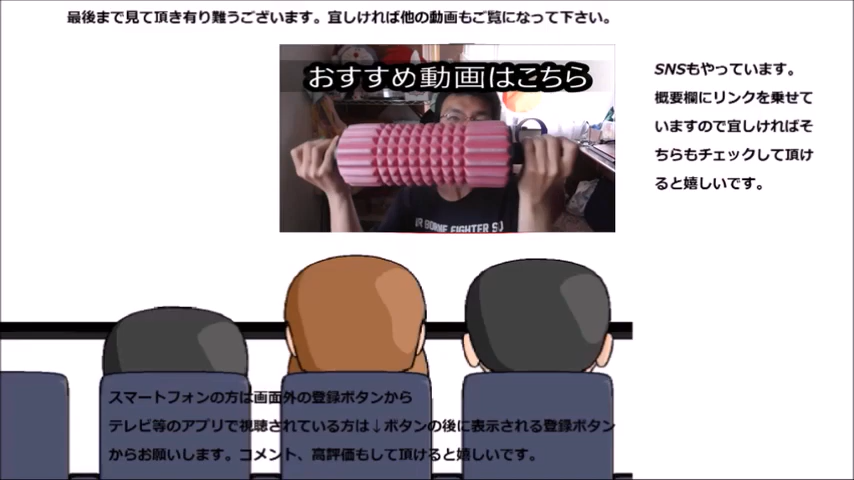 最後まで見て頂き有り難うございます。宜しければ他の動画もご覧になって下さい。
おすすめ動画はこちら
SNSもやっています。
概要欄にリンクを乗せて
いますので宜しければそ
ちらもチェックして頂け
ると嬉しいです。
スマートフォンの方は画面外の登録ボタンから
テレビ等のアプリで視聴されている方は↓ボタンの後に表示される登録ボタン
からお願いします。コメント、高評価もして頂けると嬉しいです。